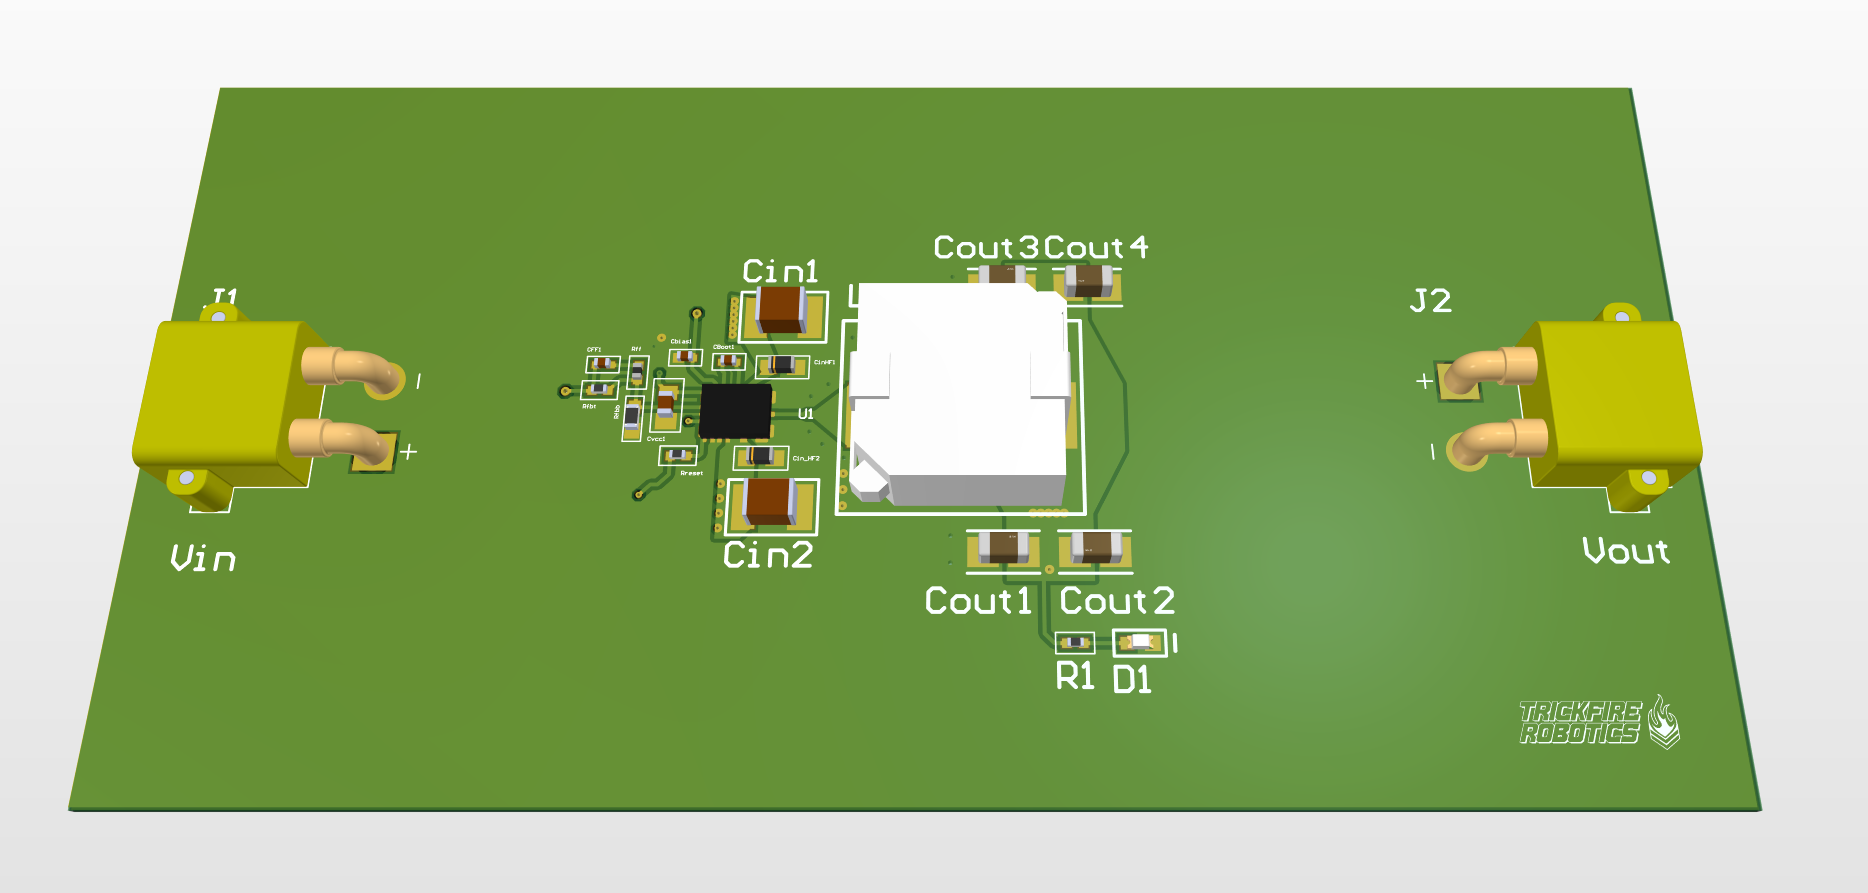 Cout3 Cout4
Cin1
J1
J2
Cbias1
CBoot1
CFF1
Rff
CinHF1
Rfbt
Rfbb
U1
Cvcc1
Cin_HF2
Rreset
+
-
+
-
Vin
Cin2
Vout
Cout1 Cout2
R1 D1
TRICKFIRE
ROBOTICS